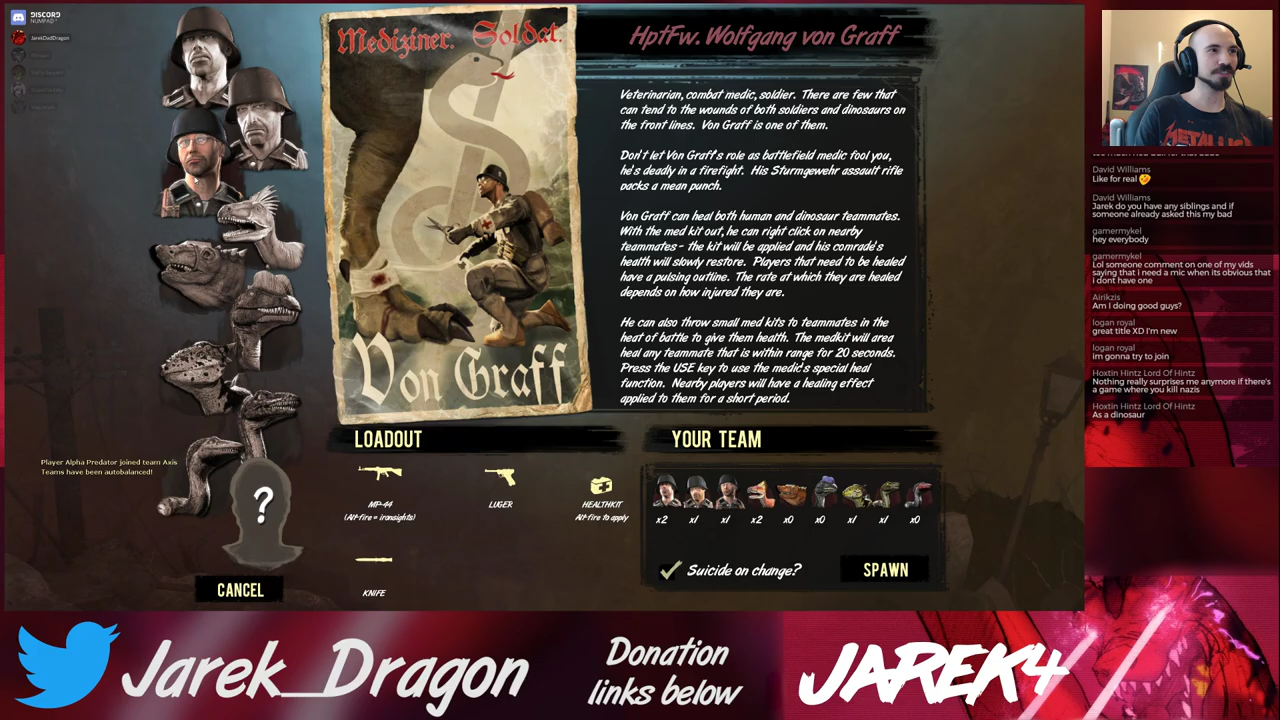 DISCORD
NUMPAD *
JarekDadDragon
Mediziner. Soldat.
Von Graff
HptFw. Wolfgang von Graff
Veterinarian, combat medic, soldier. There are few that
can tend to the wounds of both soldiers and dinosaurs on
the front lines. Von Graff is one of them.
Don't let Von Graff's role as battlefield medic fool you,
he's deadly in a firefight. His Sturmgewehr assault rifle
packs a mean punch.
Von Graff can heal both human and dinosaur teammates.
With the med kit out, he can right click on nearby
teammates - the kit will be applied and his comrade's
health will slowly restore. Players that need to be healed
have a pulsing outline. The rate at which they are healed
depends on how injured they are.
He can also throw small med kits to teammates in the
heat of battle to give them health. The medkit will area
heal any teammate that is within range for 20 seconds.
Press the USE key to use the medic's special heal
function. Nearby players will have a healing effect
applied to them for a short period.
LOADOUT
MP-44
(Alt-fire = ironsights)
LUGER
HEALTHKIT
Alt-fire to apply
KNIFE
YOUR TEAM
x2 x1 x1 x2 x0 x0 x1 x1 x0
Suicide on change?
SPAWN
Player Alpha Predator joined team Axis
Teams have been autobalanced!
?
CANCEL
METALLICA
David Williams
Like for real
David Williams
Jarek do you have any siblings and if
someone already asked this my bad
gamermykel
hey everybody
gamermykel
Lol someone comment on one of my vids
saying that i need a mic when its obvious that
i dont have one
Airikzis
Am I doing good guys?
logan royal
great title XD I'm new
logan royal
im gonna try to join
Hoxtin Hintz Lord Of Hintz
Nothing really surprises me anymore if there's
a game where you kill nazis
Hoxtin Hintz Lord Of Hintz
As a dinosaur
Jarek_Dragon
Donation
links below
JAREK4